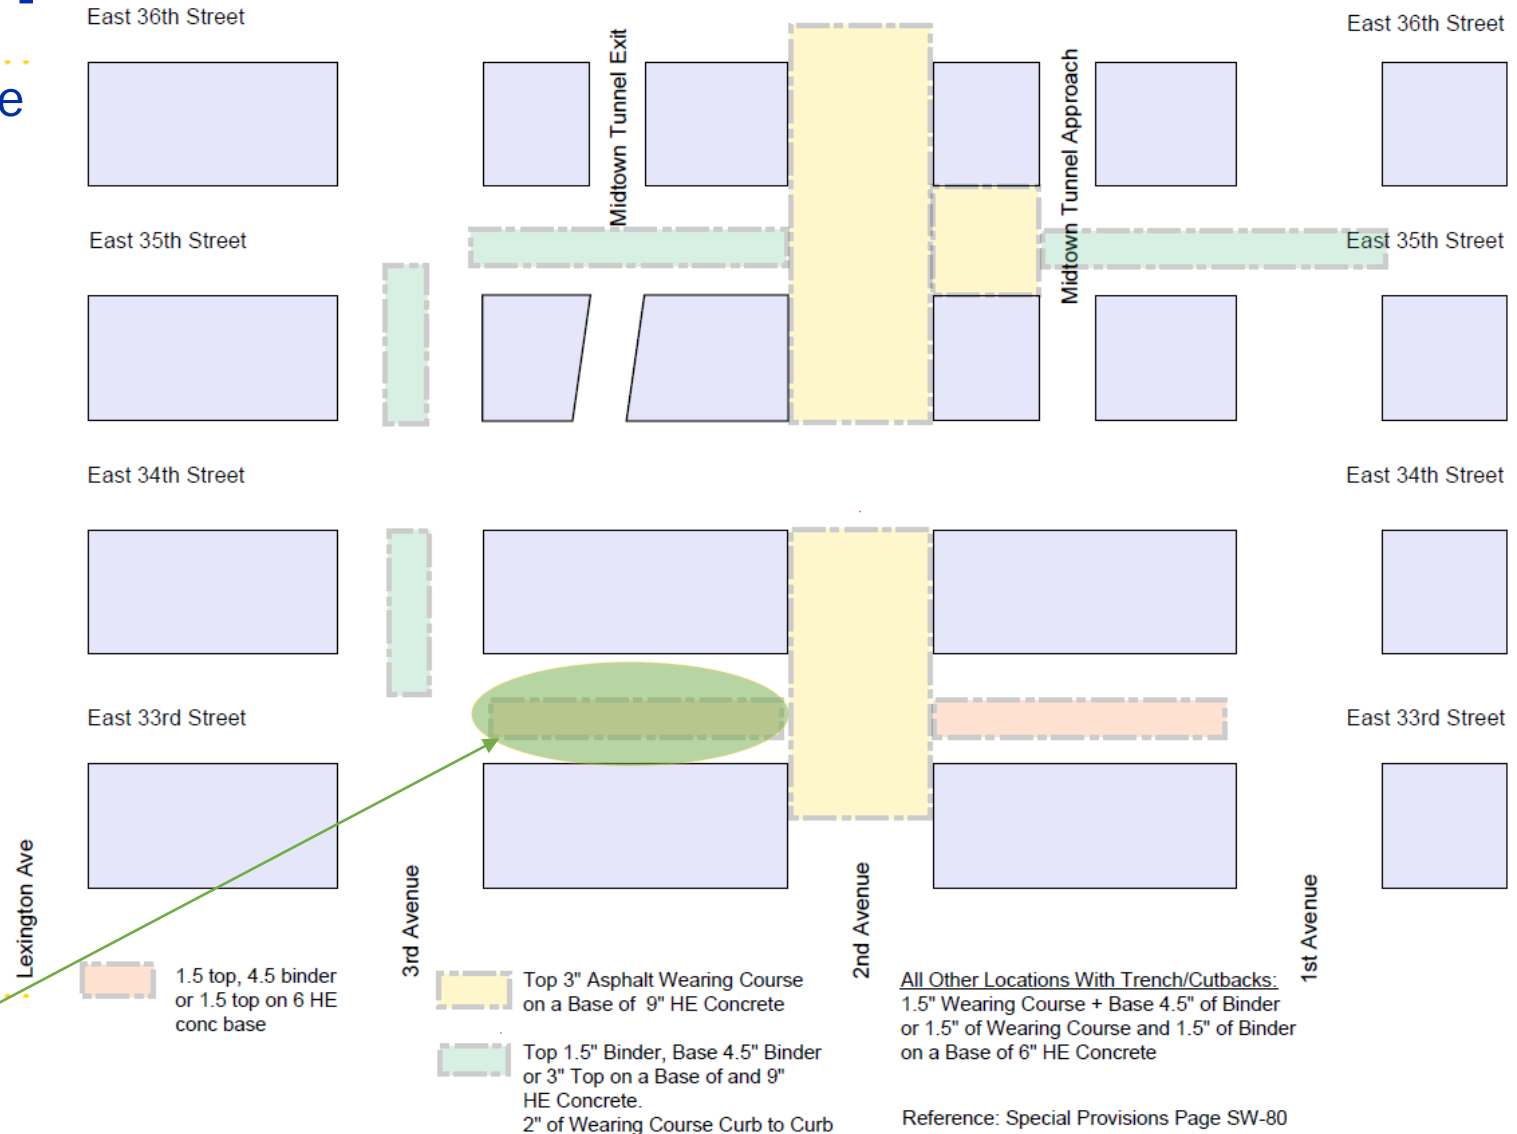 East 36th Street
East 36th Street
e
Midtown Tunnel Exit
Midtown Tunnel Approach
East 35th Street
East 35th Street
East 34th Street
East 34th Street
East 33rd Street
East 33rd Street
Lexington Ave
3rd Avenue
2nd Avenue
1st Avenue
1.5 top, 4.5 binder
or 1.5 top on 6 HE
conc base
Top 3" Asphalt Wearing Course
on a Base of 9" HE Concrete
Top 1.5" Binder, Base 4.5" Binder
or 3" Top on a Base of and 9"
HE Concrete.
2" of Wearing Course Curb to Curb
All Other Locations With Trench/Cutbacks:
1.5" Wearing Course + Base 4.5" of Binder
or 1.5" of Wearing Course and 1.5" of Binder
on a Base of 6" HE Concrete
Reference: Special Provisions Page SW-80